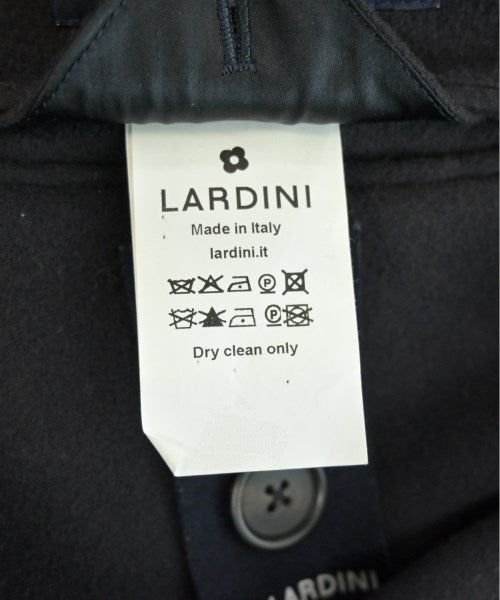 LARDINI
Made in Italy
lardini.it
P
P
Dry clean only
LARDINI